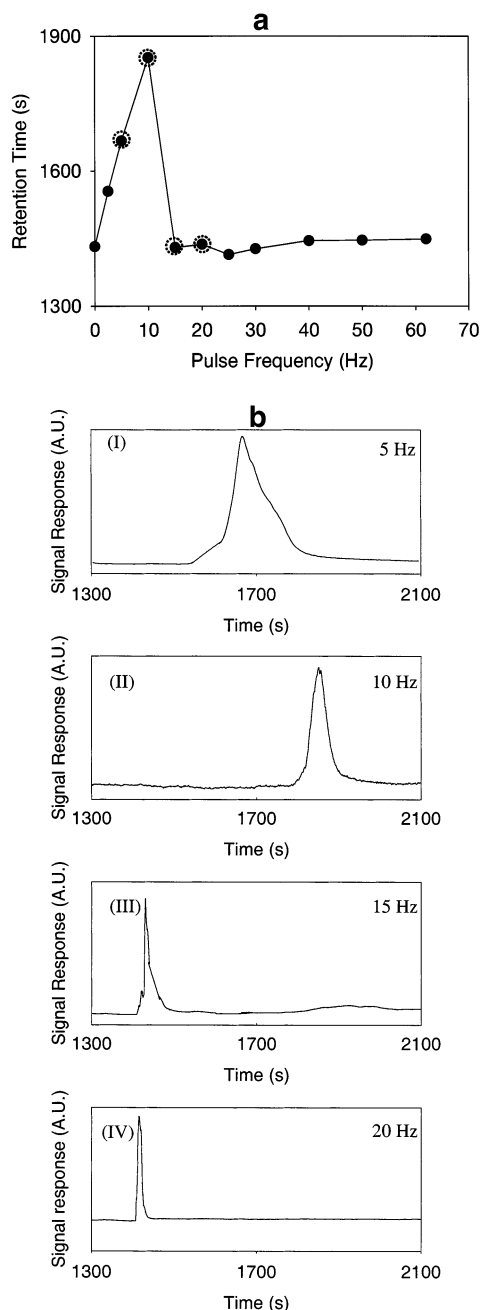 a
Retention Time (s)
1900
1600
1300
0 10 20 30 40 50 60 70
Pulse Frequency (Hz)
b
Signal Response (A.U.)
(I)
5 Hz
1300 1700 2100
Time (s)
Signal Response (A.U.)
(II)
10 Hz
1300 1700 2100
Time (s)
Signal Response (A.U.)
(III)
15 Hz
1300 1700 2100
Time (s)
Signal response (A.U.)
(IV)
20 Hz
1300 1700 2100
Time (s)